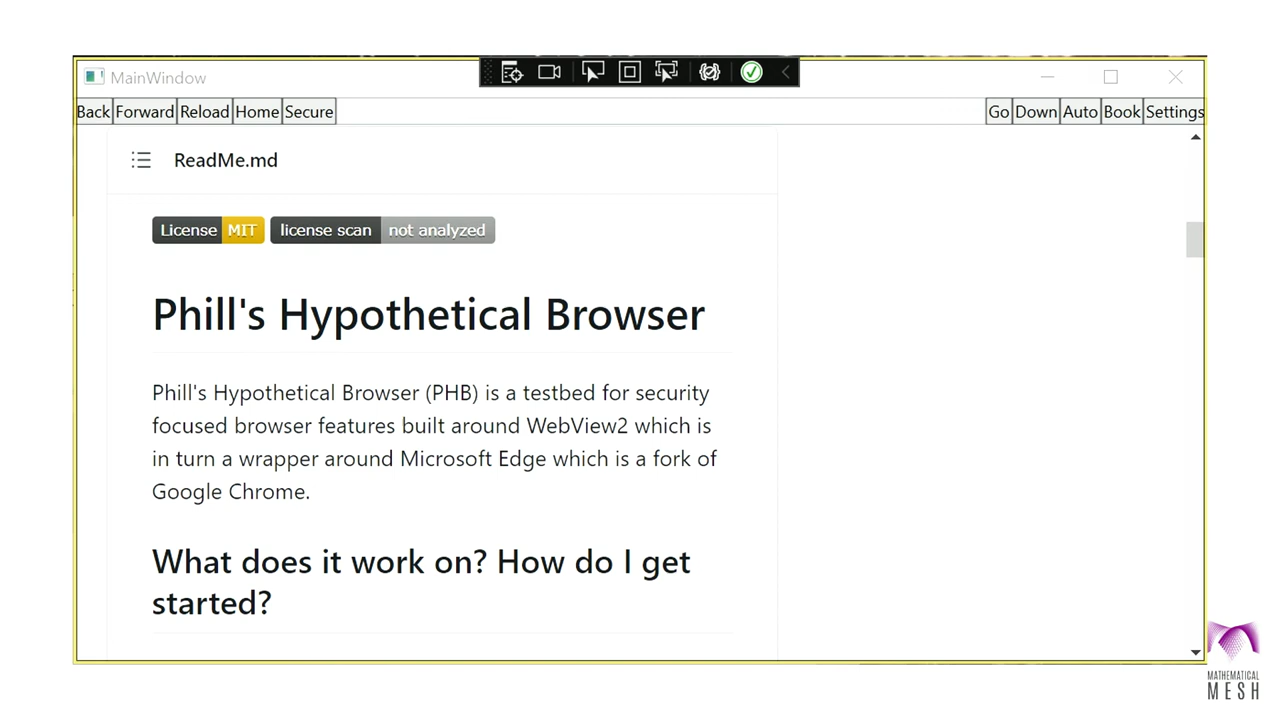 MainWindow
Back Forward Reload Home Secure Go Down Auto Book Settings
ReadMe.md
License MIT license scan not analyzed
Phill's Hypothetical Browser
Phill's Hypothetical Browser (PHB) is a testbed for security
focused browser features built around WebView2 which is
in turn a wrapper around Microsoft Edge which is a fork of
Google Chrome.
What does it work on? How do I get
started?
MATHEMATICAL
MESH